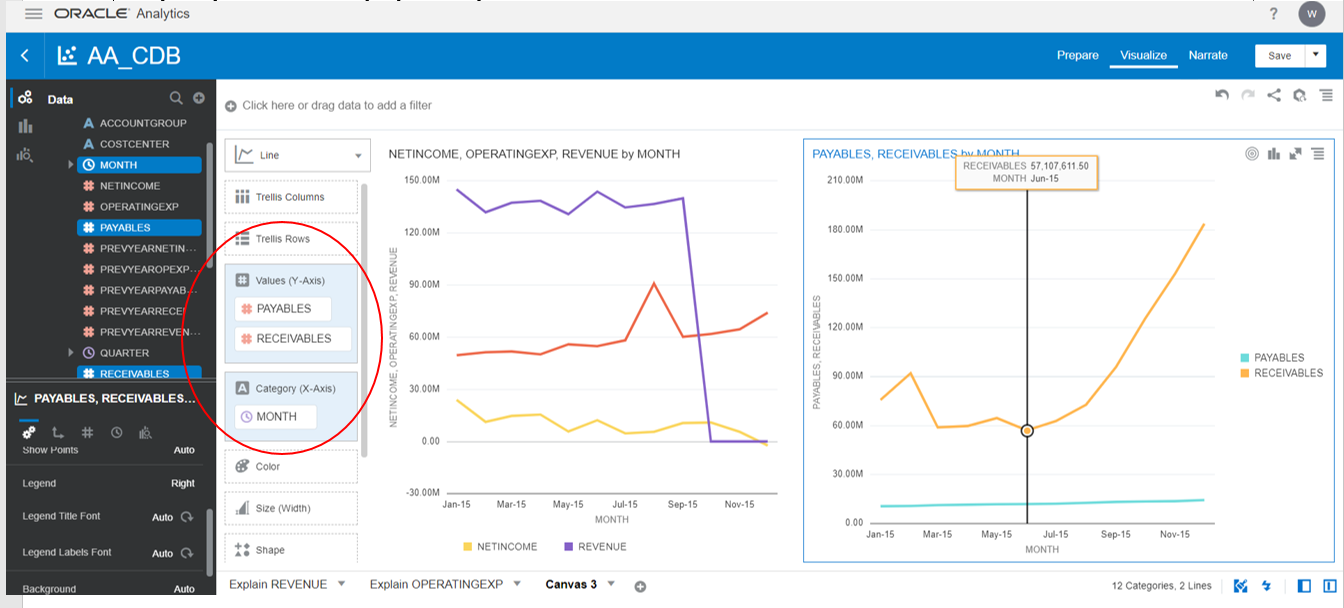 ORACLE Analytics
?
W
AA_CDB
Prepare
Visualize
Narrate
Save
Data
ACCOUNTGROUP
COSTCENTER
MONTH
NETINCOME
OPERATINGEXP
PAYABLES
PREVYEARNETIN...
PREVYEAROPEXP...
PREVYEARPAYAB...
PREVYEARRECE
PREVYEARREVEN...
QUARTER
RECEIVABLES
PAYABLES, RECEIVABLES...
Show Points Auto
Legend Right
Legend Title Font Auto
Legend Labels Font Auto
Background Auto
Click here or drag data to add a filter
Line
Trellis Columns
Trellis Rows
Values (Y-Axis)
PAYABLES
RECEIVABLES
Category (X-Axis)
MONTH
Color
Size (Width)
Shape
NETINCOME, OPERATINGEXP, REVENUE by MONTH
NETINCOME, OPERATINGEXP, REVENUE
150.00M
120.00M
90.00M
60.00M
30.00M
0.00
-30.00M
Jan-15 Mar-15 May-15 Jul-15 Sep-15 Nov-15
MONTH
NETINCOME REVENUE
PAYABLES, RECEIVABLES by MONTH
RECEIVABLES 57,107,611.50
MONTH Jun-15
PAYABLES, RECEIVABLES
210.00M
180.00M
150.00M
120.00M
90.00M
60.00M
30.00M
0.00
Jan-15 Mar-15 May-15 Jul-15 Sep-15 Nov-15
MONTH
PAYABLES
RECEIVABLES
Explain REVENUE
Explain OPERATINGEXP
Canvas 3
12 Categories, 2 Lines